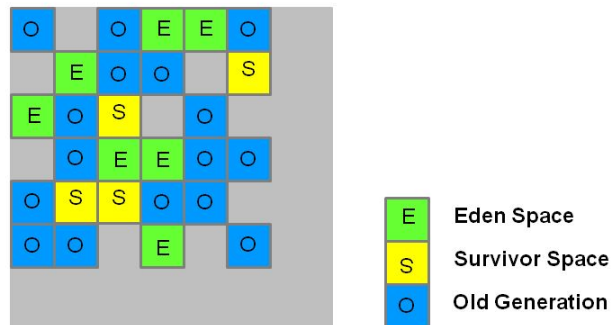 O O E E O
E O O S
E O S O
O E E O O
O S S O O
O O E O
E Eden Space
S Survivor Space
O Old Generation